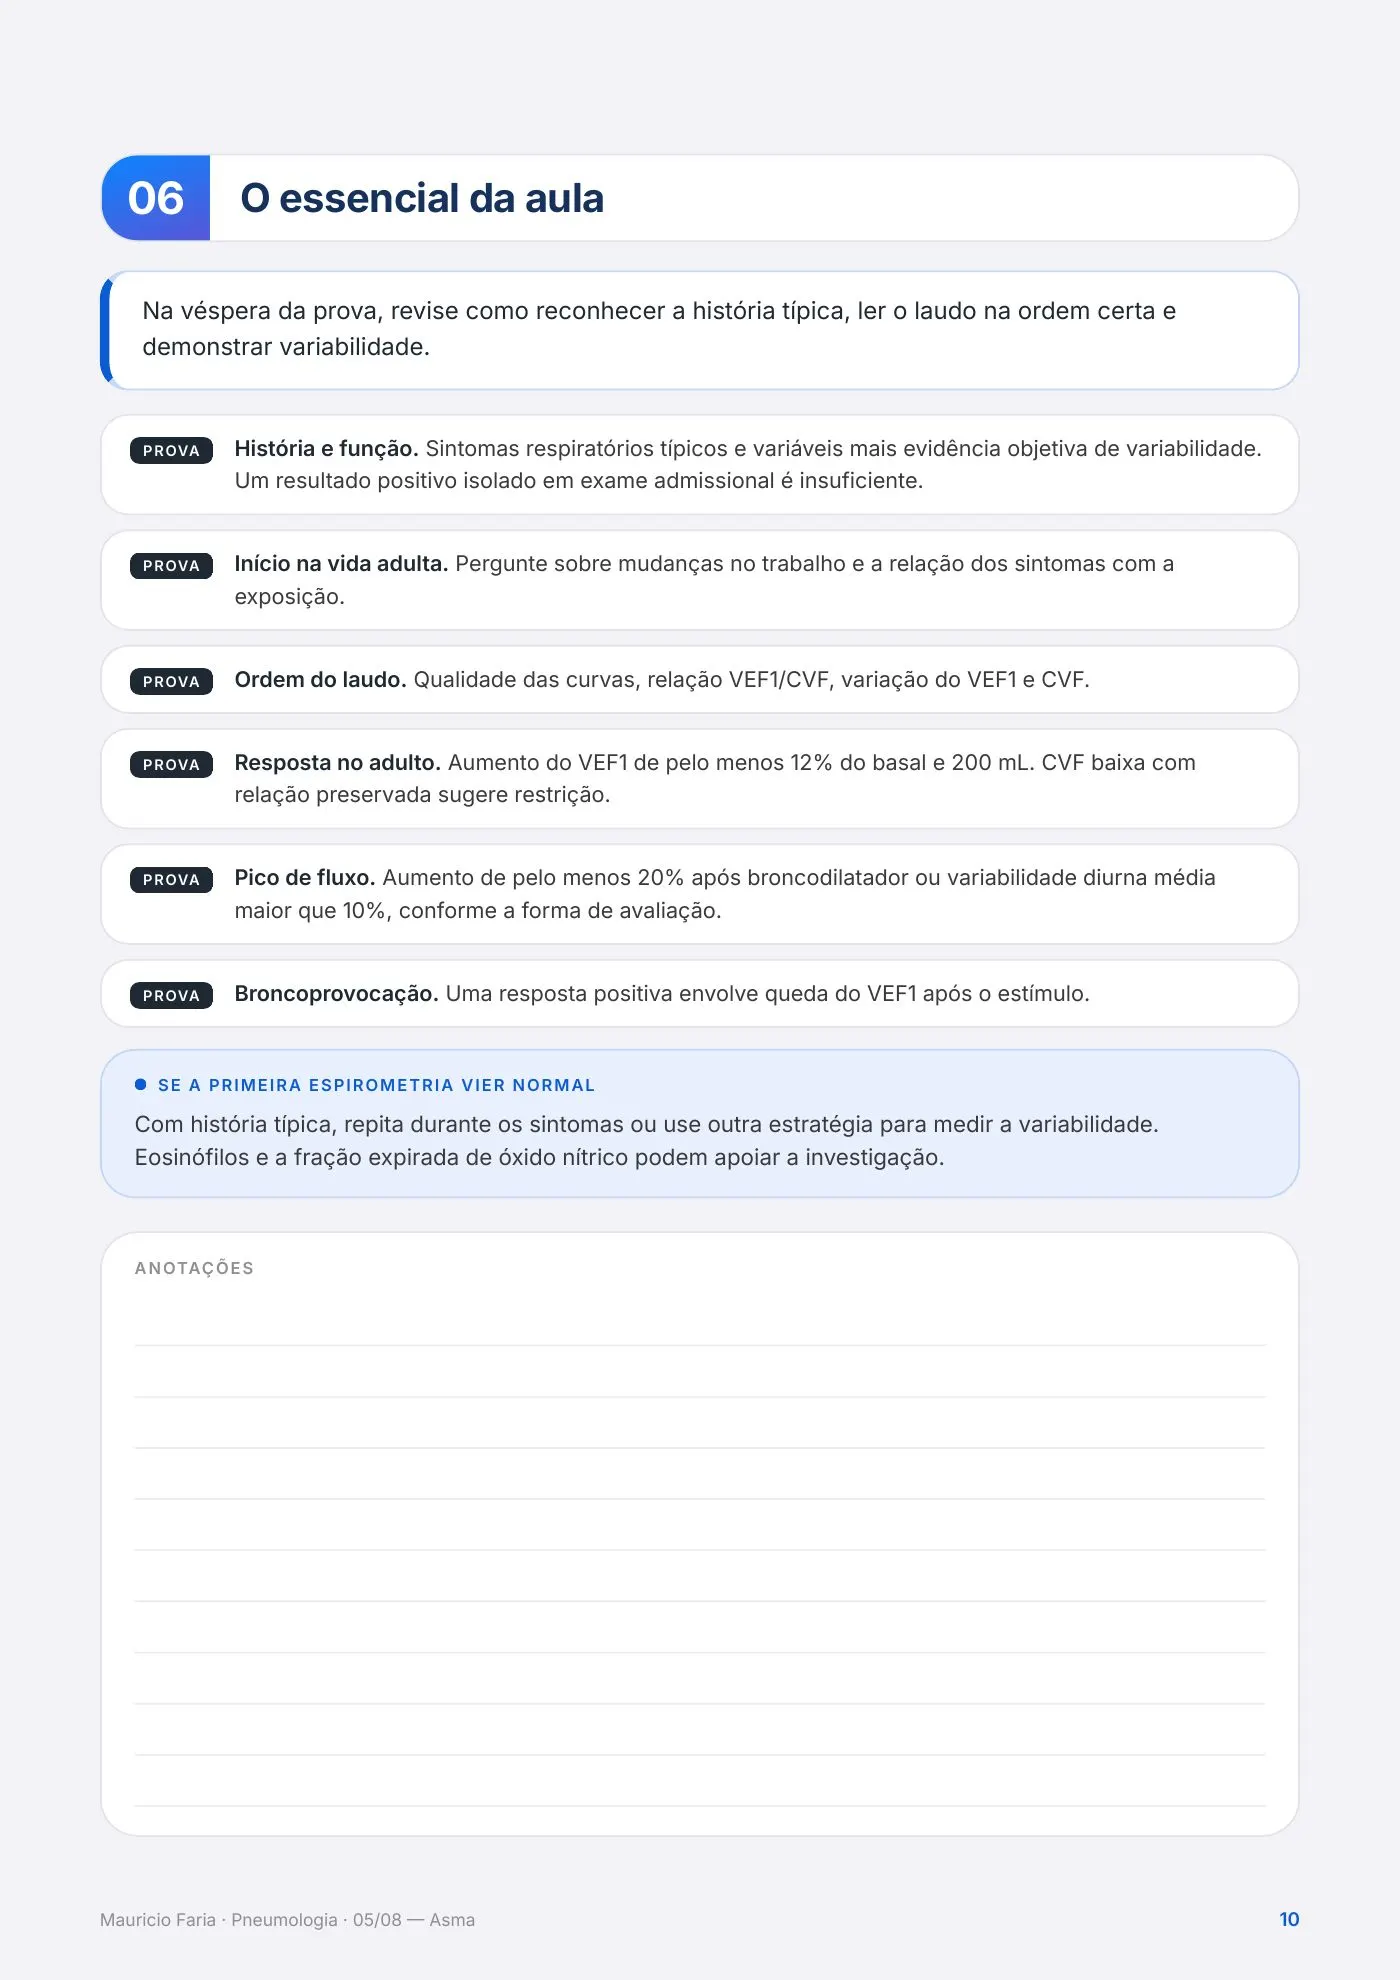 06
O essencial da aula
Na véspera da prova, revise como reconhecer a história típica, ler o laudo na ordem certa e
demonstrar variabilidade.
PROVA História e função. Sintomas respiratórios típicos e variáveis mais evidência objetiva de variabilidade.
Um resultado positivo isolado em exame admissional é insuficiente.
PROVA Início na vida adulta. Pergunte sobre mudanças no trabalho e a relação dos sintomas com a
exposição.
PROVA Ordem do laudo. Qualidade das curvas, relação VEF1/CVF, variação do VEF1 e CVF.
PROVA Resposta no adulto. Aumento do VEF1 de pelo menos 12% do basal e 200 mL. CVF baixa com
relação preservada sugere restrição.
PROVA Pico de fluxo. Aumento de pelo menos 20% após broncodilatador ou variabilidade diurna média
maior que 10%, conforme a forma de avaliação.
PROVA Broncoprovocação. Uma resposta positiva envolve queda do VEF1 após o estímulo.
SE A PRIMEIRA ESPIROMETRIA VIER NORMAL
Com história típica, repita durante os sintomas ou use outra estratégia para medir a variabilidade.
Eosinófilos e a fração expirada de óxido nítrico podem apoiar a investigação.
ANOTAÇÕES
Mauricio Faria · Pneumologia · 05/08 — Asma
10